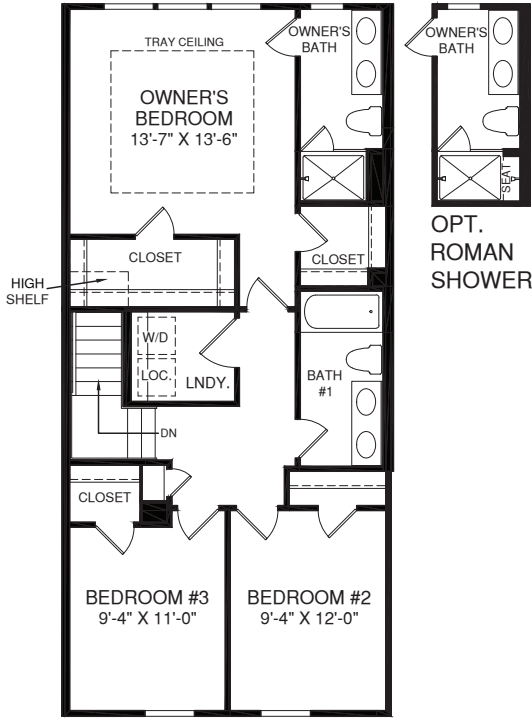 TRAY CEILING
OWNER'S
BEDROOM
13'-7" X 13'-6"
OWNER'S
BATH
OWNER'S
BATH
SEAT
OPT.
ROMAN
SHOWER
CLOSET
CLOSET
HIGH
SHELF
W/D
LOC.
LNDY.
BATH
#1
DN
CLOSET
BEDROOM #3
9'-4" X 11'-0"
BEDROOM #2
9'-4" X 12'-0"